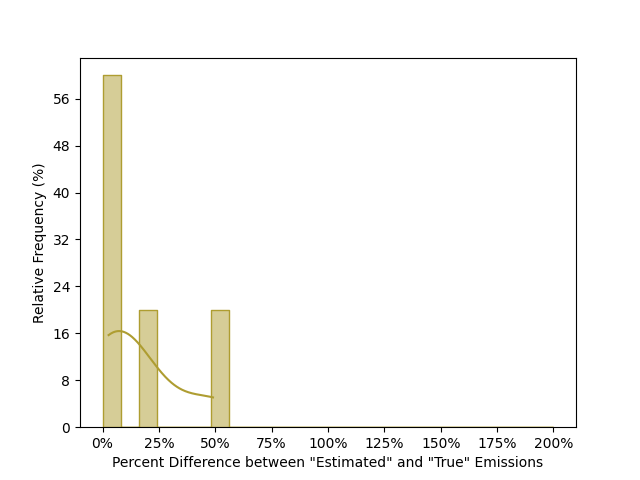 Relative Frequency (%)
56
48
40
32
24
16
8
0
0% 25% 50% 75% 100% 125% 150% 175% 200%
Percent Difference between "Estimated" and "True" Emissions